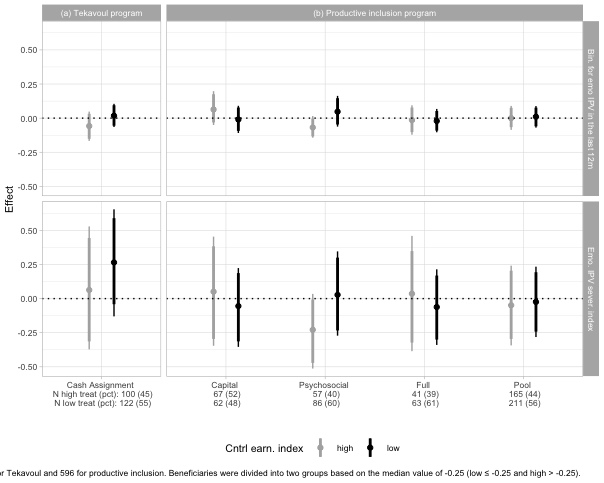 (a) Tekavoul program
(b) Productive inclusion program
0.50
0.25
0.00
-0.25
-0.50
Bin. for emo IPV in the last 12m
0.50
0.25
0.00
-0.25
-0.50
Emo. IPV sever. index
Effect
Cash Assignment
N high treat (pct): 100 (45)
N low treat (pct): 122 (55)
Capital
67 (52)
62 (48)
Psychosocial
57 (40)
86 (60)
Full
41 (39)
63 (61)
Pool
165 (44)
211 (56)
Cntrl earn. index
high
low
or Tekavoul and 596 for productive inclusion. Beneficiaries were divided into two groups based on the median value of -0.25 (low ≤ -0.25 and high > -0.25).